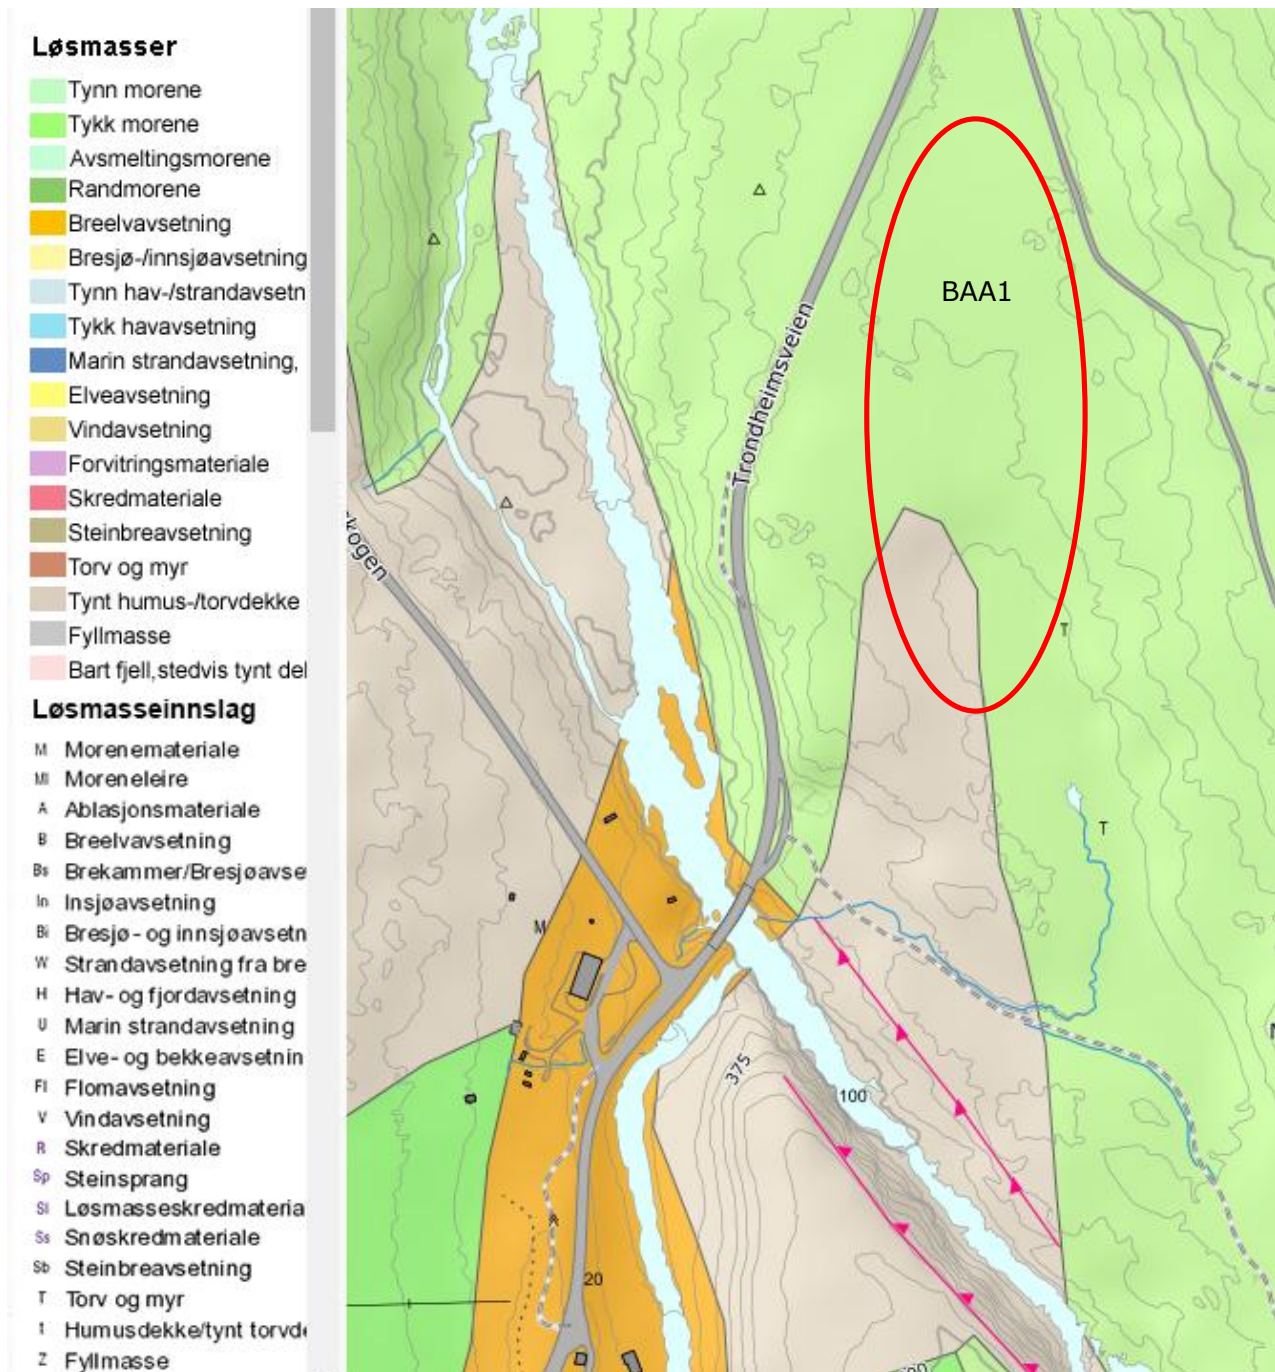 Løsmasser
Tynn morene
Tykk morene
Avsmeltingsmorene
Randmorene
Breelvavsetning
Bresjø-/innsjøavsetning
Tynn hav-/strandavsetn
Tykk havavsetning
Marin strandavsetning,
Elveavsetning
Vindavsetning
Forvitringsmateriale
Skredmateriale
Steinbreavsetning
Torv og myr
Tynt humus-/torvdekke
Fyllmasse
Bart fjell,stedvis tynt del
Løsmasseinnslag
M Morenemateriale
Ml Moreneleire
A Ablasjonsmateriale
B Breelvavsetning
Bs Brekammer/Bresjøavse
In Insjøavsetning
Bi Bresjø- og innsjøavsetn
W Strandavsetning fra bre
H Hav- og fjordavsetning
U Marin strandavsetning
E Elve- og bekkeavsetnin
Fl Flomavsetning
V Vindavsetning
R Skredmateriale
Sp Steinsprang
Sl Løsmasseskredmateria
Ss Snøskredmateriale
Sb Steinbreavsetning
T Torv og myr
t Humusdekke/tynt torvd
Z Fyllmasse
BAA1
Trondheimsveien
kogen
T
T
M
375
100
20